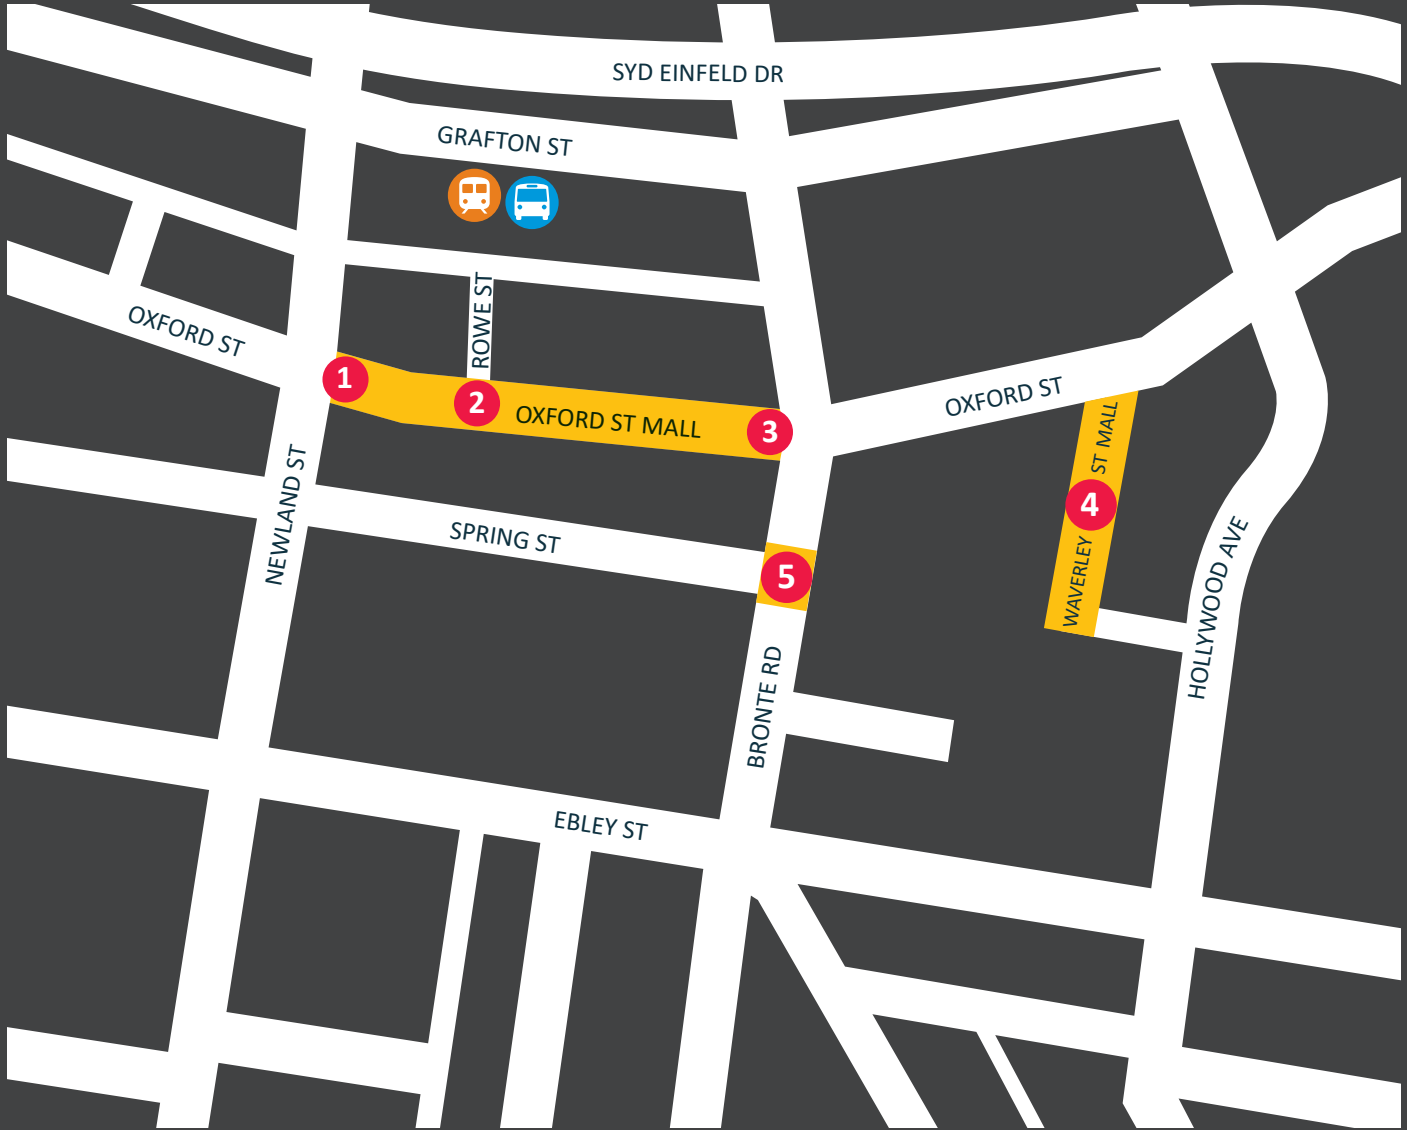 SYD EINFELD DR
GRAFTON ST
ROWE ST
OXFORD ST
1
2
OXFORD ST MALL
3
OXFORD ST
WAVERLEY ST MALL
4
NEWLAND ST
SPRING ST
5
HOLLYWOOD AVE
BRONTE RD
EBLEY ST